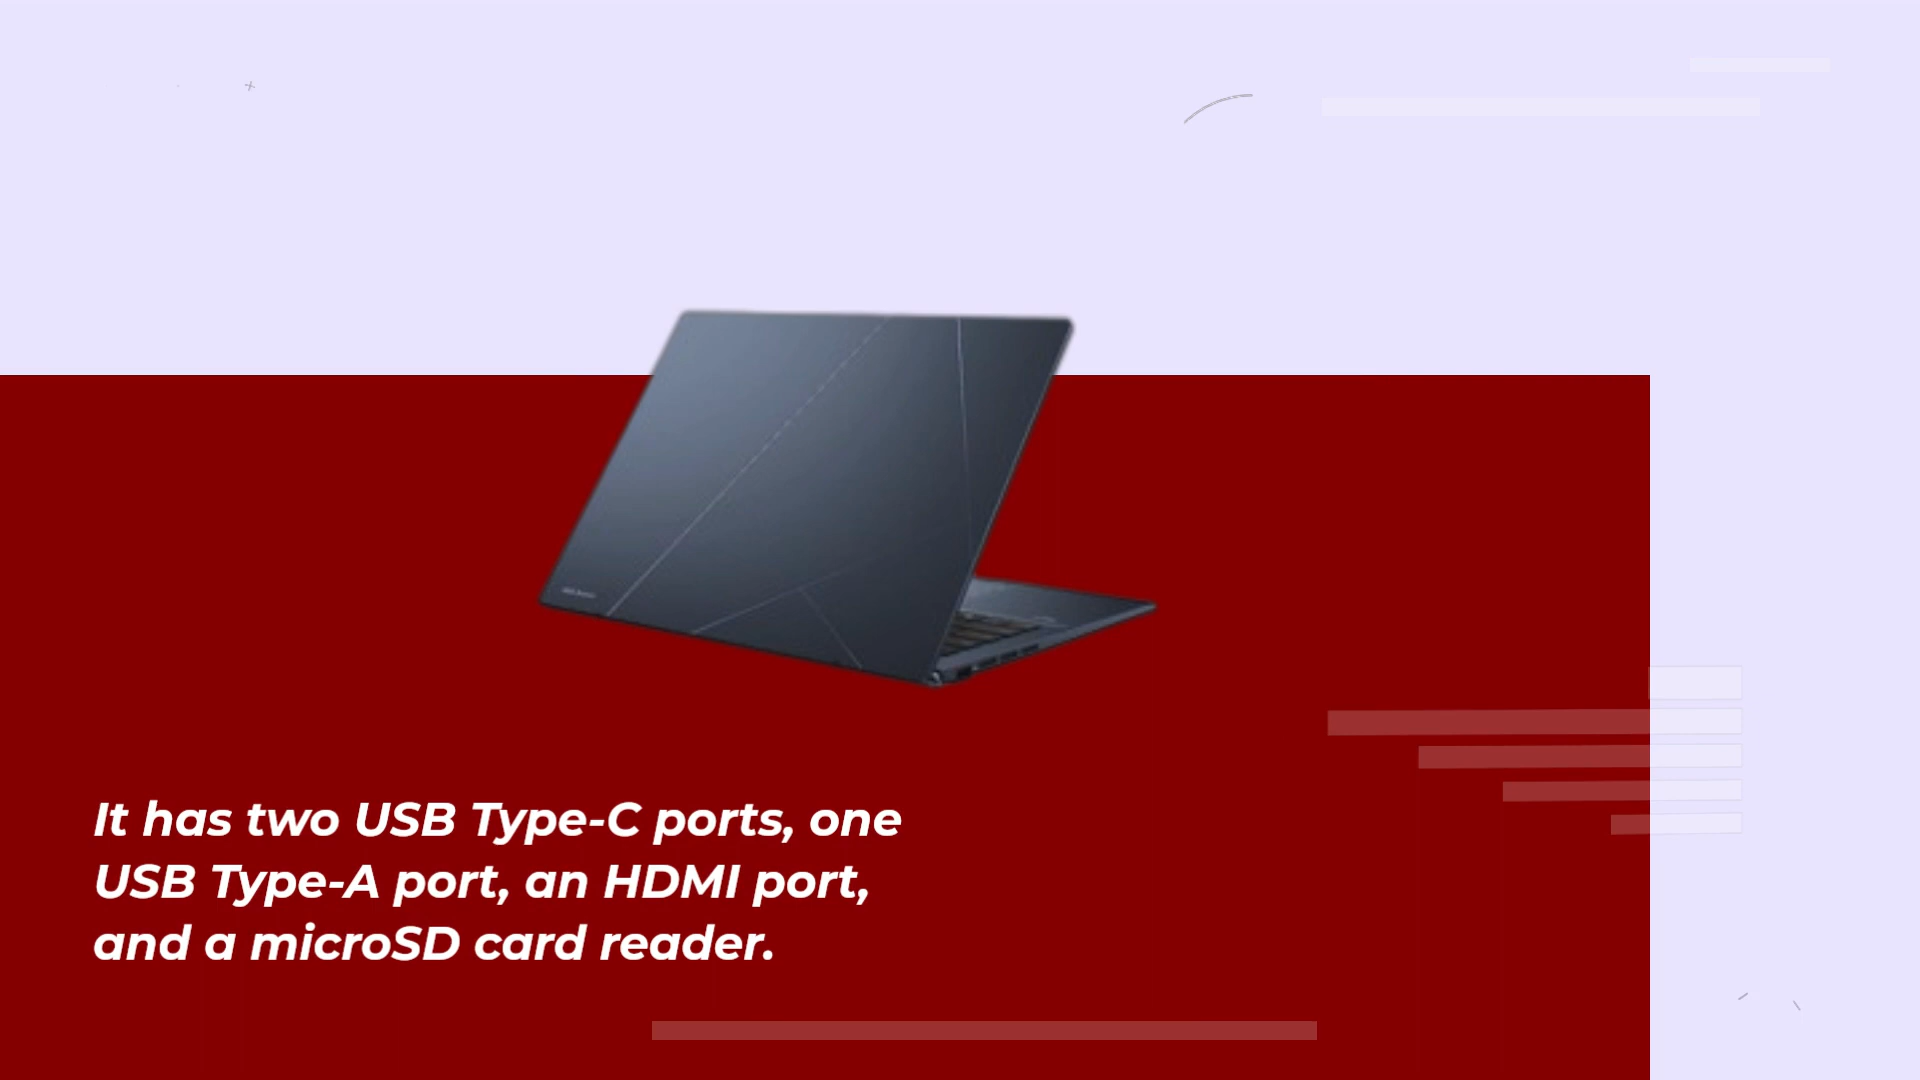 It has two USB Type-C ports, one
USB Type-A port, an HDMI port,
and a microSD card reader.